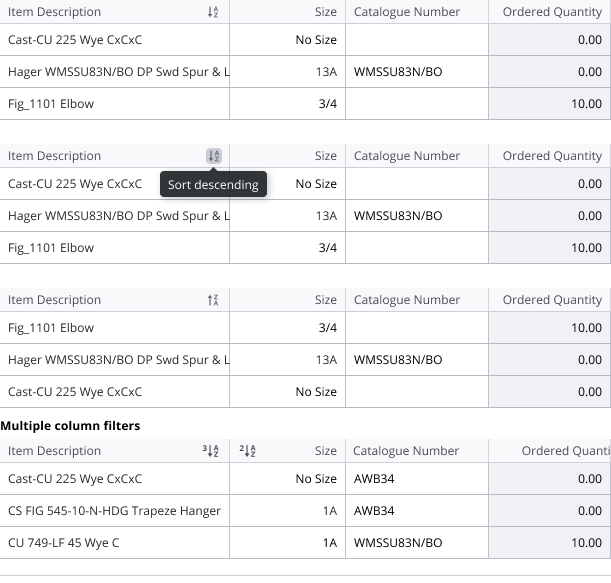 Item Description Size Catalogue Number Ordered Quantity
Cast-CU 225 Wye CxCxC No Size 0.00
Hager WMSSU83N/BO DP Swd Spur & L 13A WMSSU83N/BO 0.00
Fig_1101 Elbow 3/4 10.00
Item Description Size Catalogue Number Ordered Quantity
Cast-CU 225 Wye CxCxC Sort descending No Size 0.00
Hager WMSSU83N/BO DP Swd Spur & L 13A WMSSU83N/BO 0.00
Fig_1101 Elbow 3/4 10.00
Item Description Size Catalogue Number Ordered Quantity
Fig_1101 Elbow 3/4 10.00
Hager WMSSU83N/BO DP Swd Spur & L 13A WMSSU83N/BO 0.00
Cast-CU 225 Wye CxCxC No Size 0.00
Multiple column filters
Item Description 3 2 Size Catalogue Number Ordered Quanti
Cast-CU 225 Wye CxCxC No Size AWB34 0.00
CS FIG 545-10-N-HDG Trapeze Hanger 1A AWB34 0.00
CU 749-LF 45 Wye C 1A WMSSU83N/BO 10.00